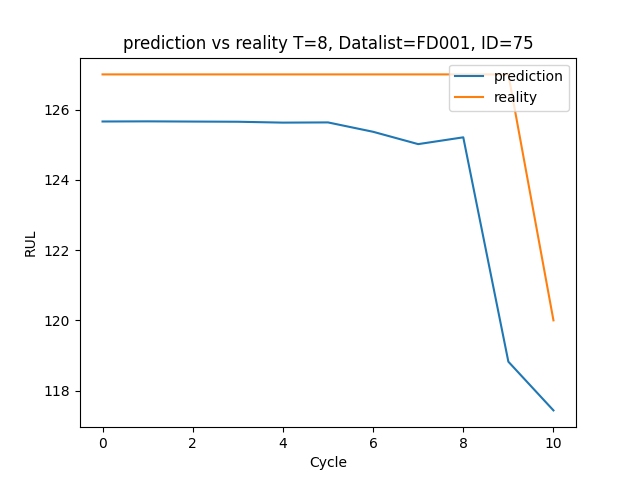 prediction vs reality T=8, Datalist=FD001, ID=75
prediction
reality
126
124
122
120
118
RUL
0 2 4 6 8 10
Cycle